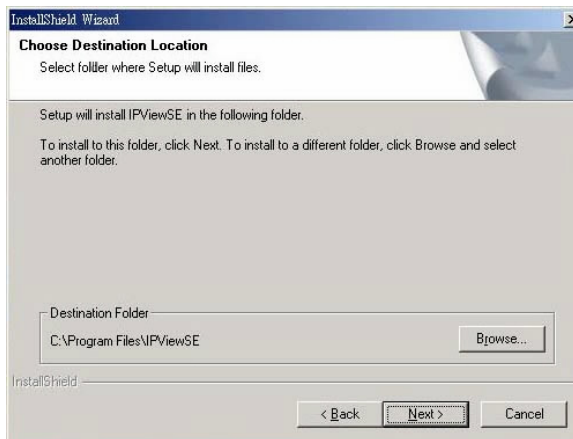 InstallShield Wizard
Choose Destination Location
Select folder where Setup will install files.
Setup will install IPViewSE in the following folder.
To install to this folder, click Next. To install to a different folder, click Browse and select
another folder.
Destination Folder
C:\Program Files\IPViewSE
Browse...
InstallShield
< Back
Next >
Cancel